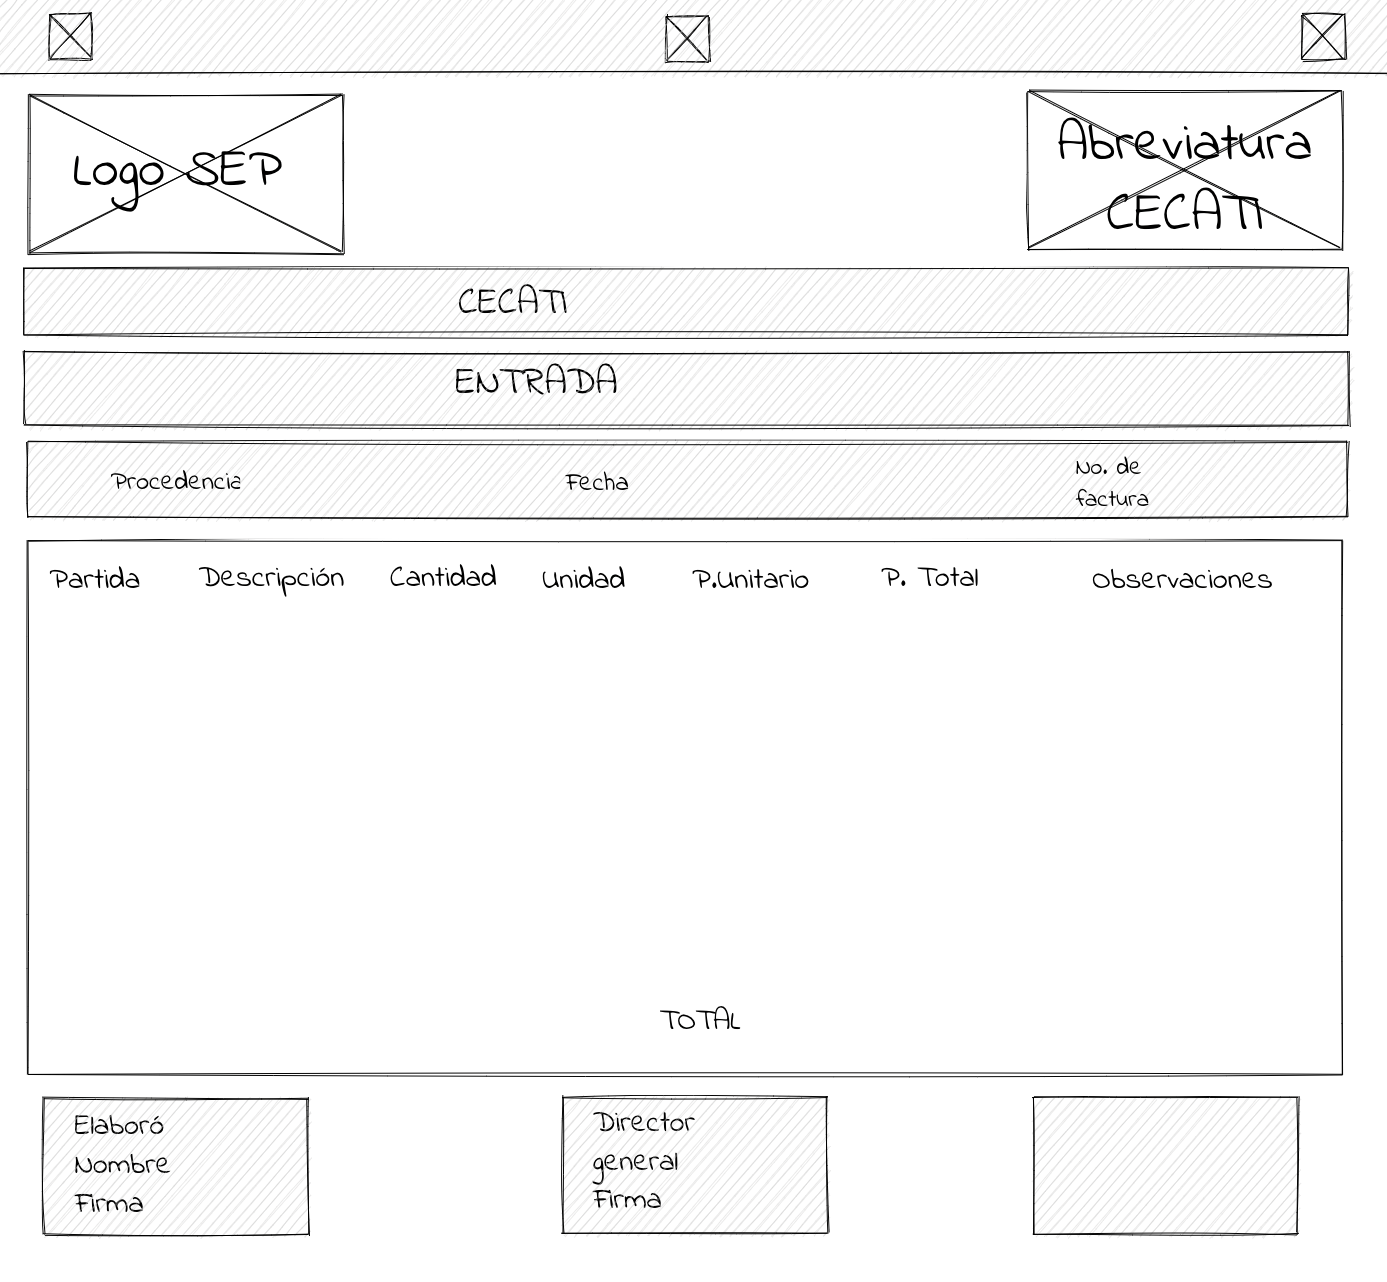 Logo SEP
Abreviatura
CECATI
CECATI
ENTRADA
Procedencia
Fecha
No. de
factura
Partida Descripción Cantidad Unidad P.Unitario P. Total Observaciones
TOTAL
Elaboró
Nombre
Firma
Director
general
Firma